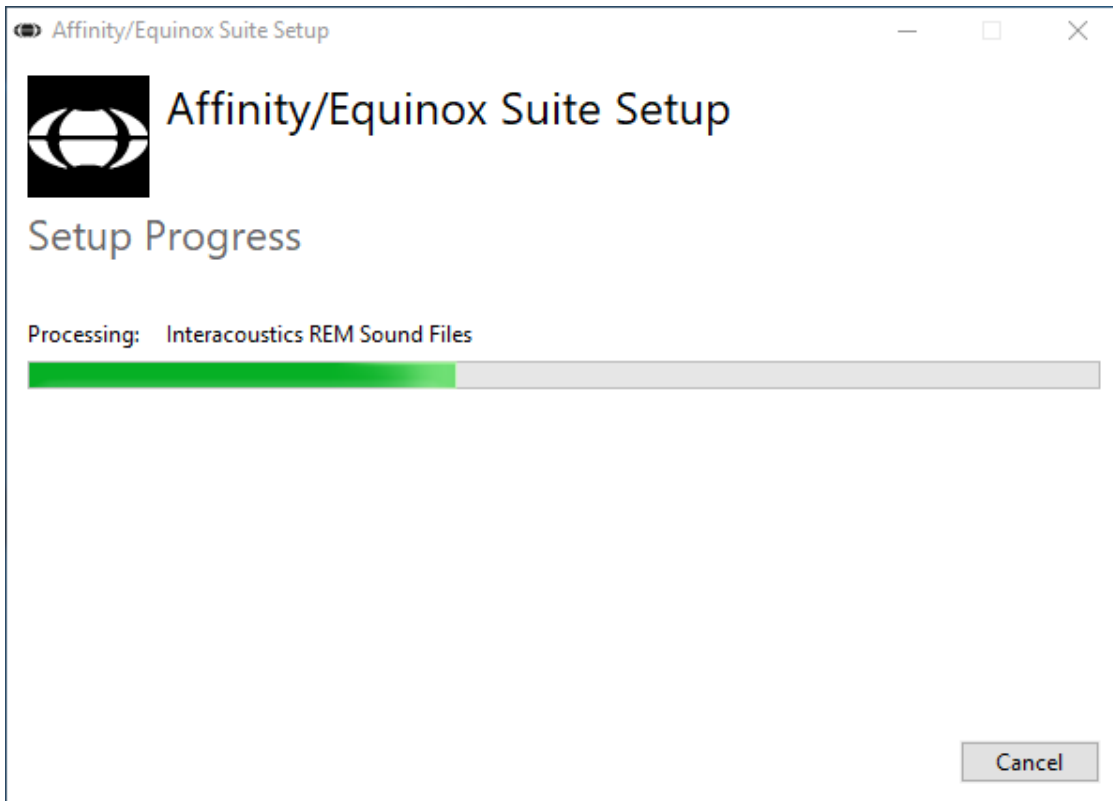 Affinity/Equinox Suite Setup
Affinity/Equinox Suite Setup
Setup Progress
Processing: Interacoustics REM Sound Files
Cancel